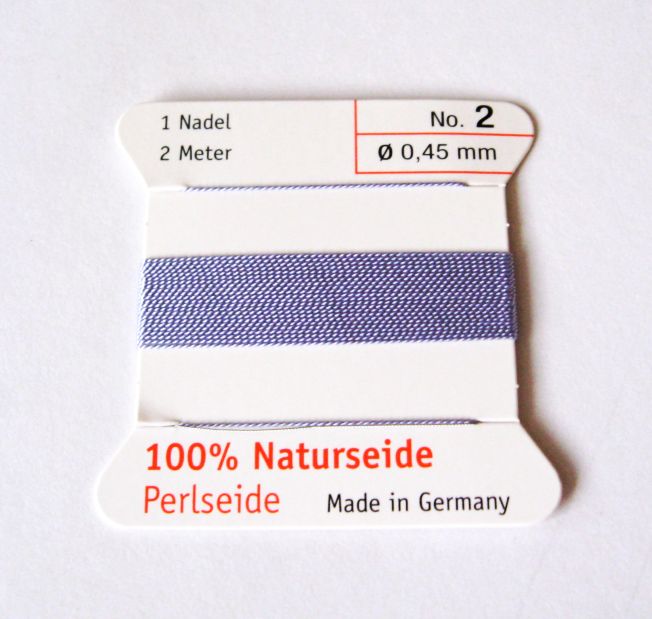 1 Nadel
2 Meter
No. 2
Ø 0,45 mm
100% Naturseide
Perlseide
Made in Germany